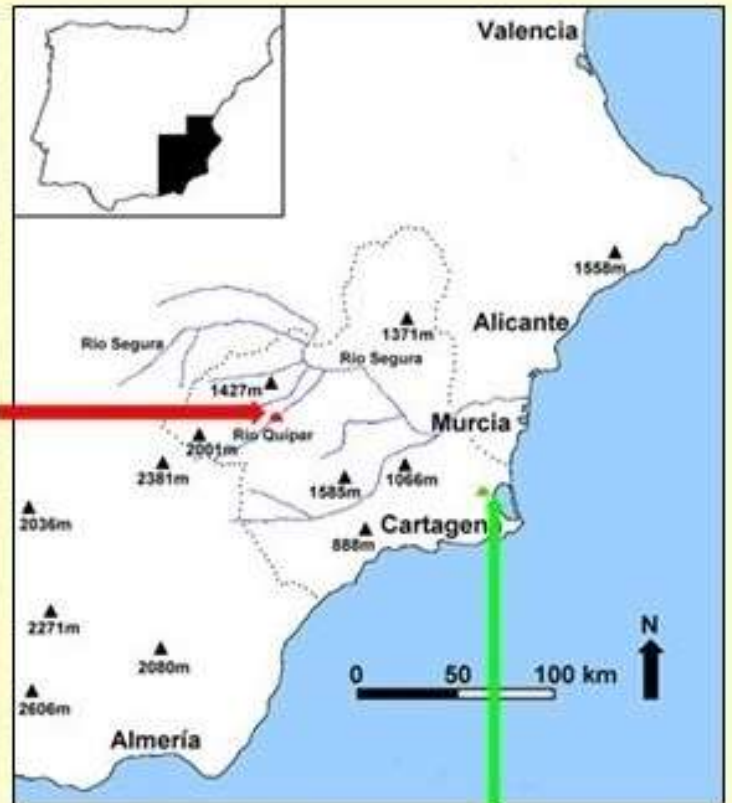 Valencia
1558m
1371m
Alicante
Rio Segura
Rio Segura
1427m
Murcia
Rio Quipar
2001m
2381m
1585m
1066m
2036m
Cartagena
888m
2271m
N
2080m
0 50 100 km
2606m
Almería